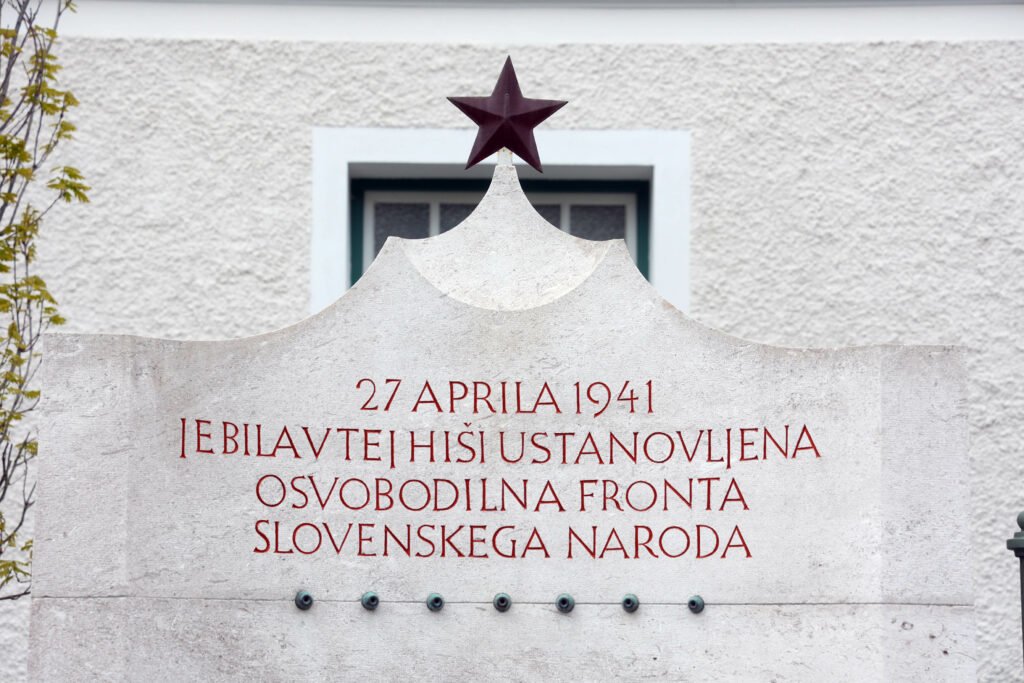 27 APRILA 1941
JE BILA V TEJ HIŠI USTANOVLJENA
OSVOBODILNA FRONTA
SLOVENSKEGA NARODA